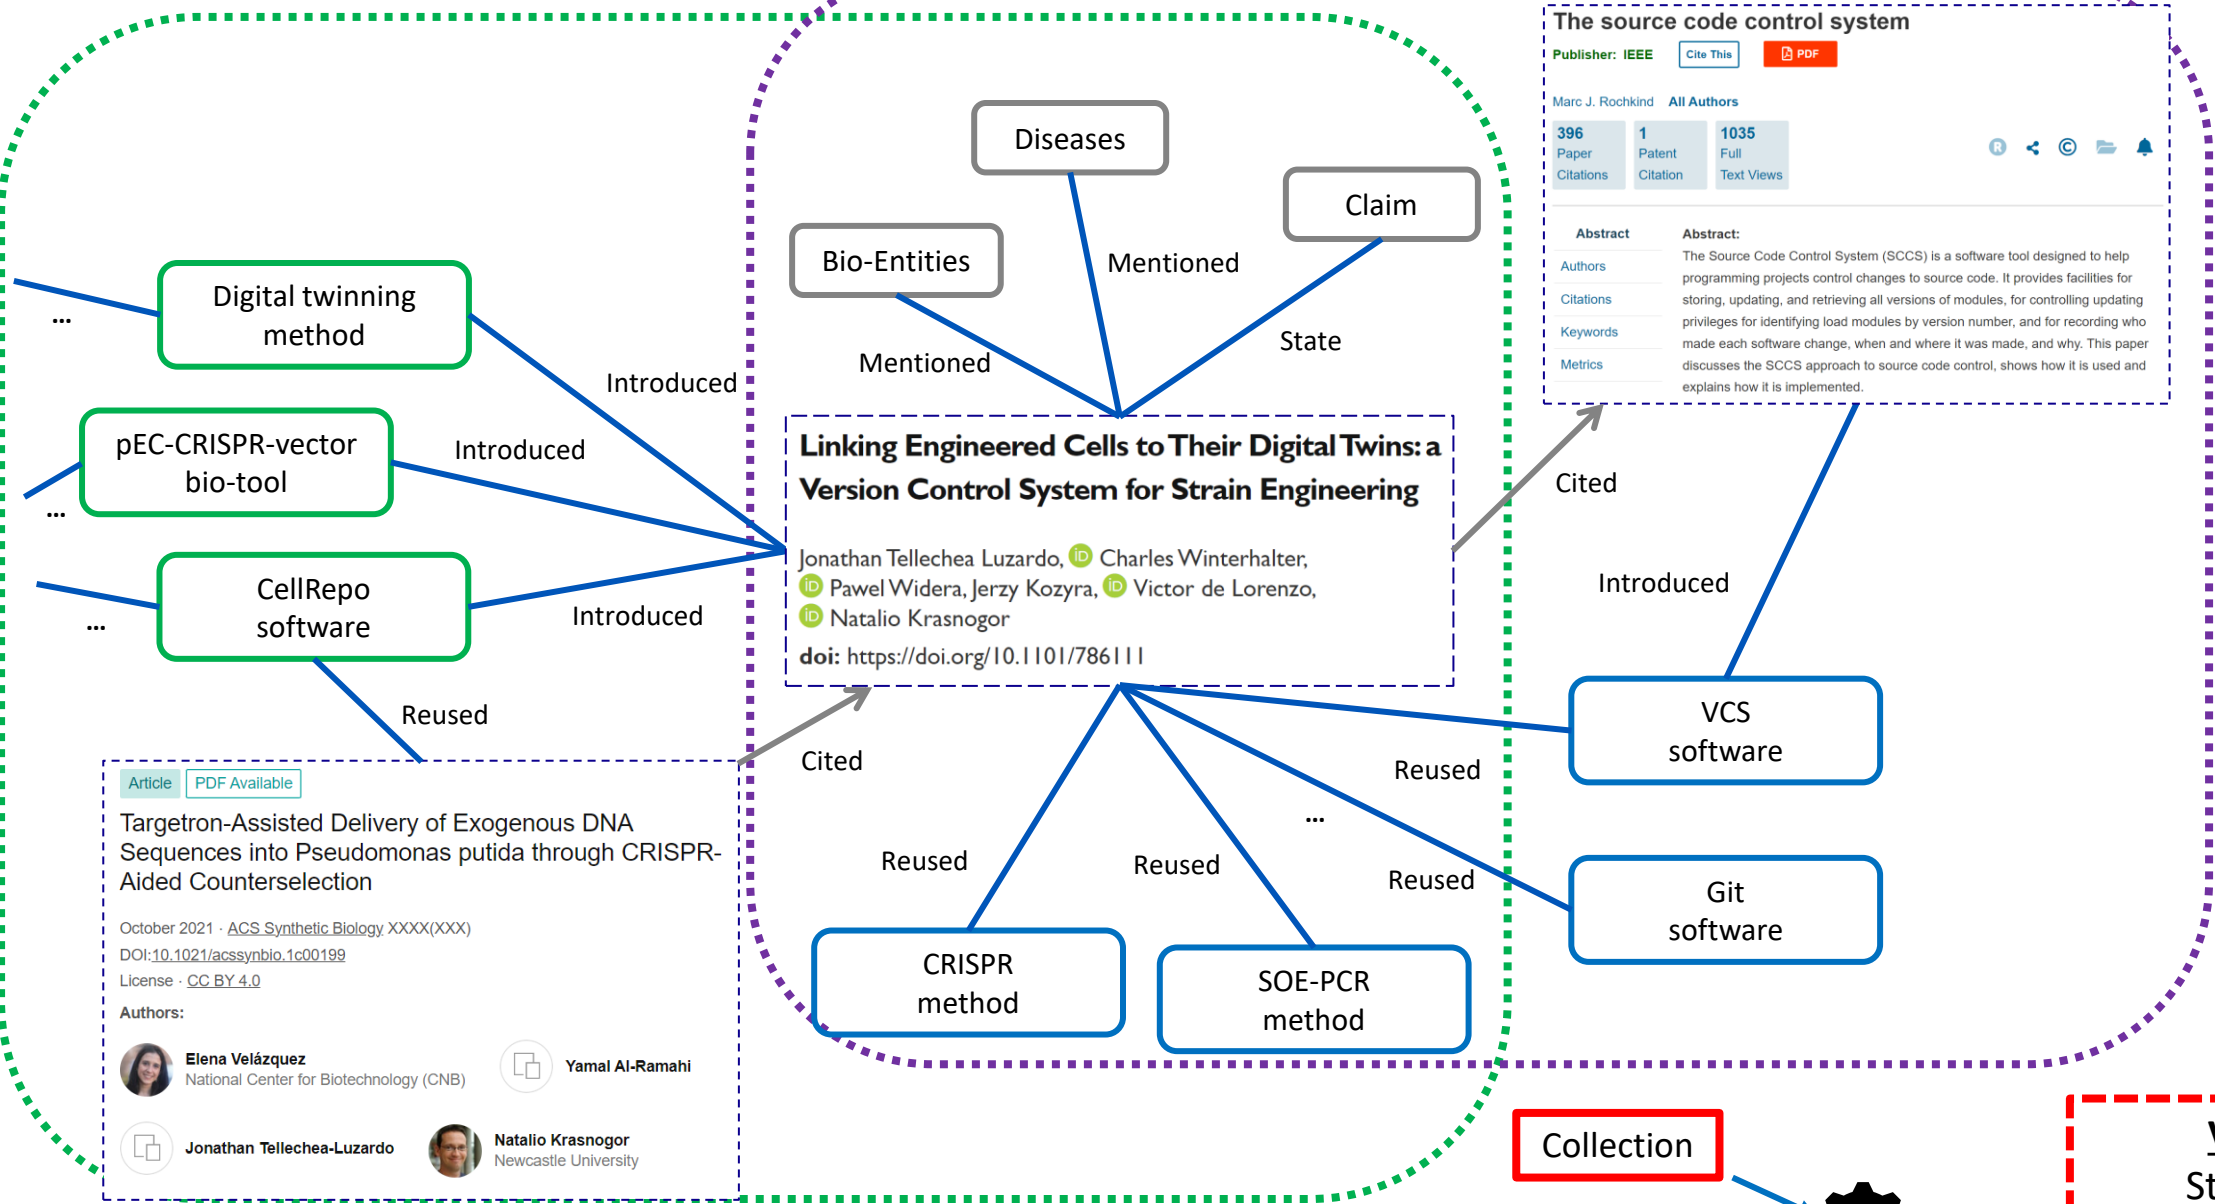 The source code control system
Publisher: IEEE
Cite This
PDF
Marc J. Rochkind All Authors
396
Paper
Citations
1
Patent
Citation
1035
Full
Text Views
Abstract
Authors
Citations
Keywords
Metrics
Abstract:
The Source Code Control System (SCCS) is a software tool designed to help
programming projects control changes to source code. It provides facilities for
storing, updating, and retrieving all versions of modules, for controlling updating
privileges for identifying load modules by version number, and for recording who
made each software change, when and where it was made, and why. This paper
discusses the SCCS approach to source code control, shows how it is used and
explains how it is implemented.
Diseases
Claim
Bio-Entities
Mentioned
Mentioned
State
Digital twinning
method
...
Introduced
pEC-CRISPR-vector
bio-tool
...
Introduced
CellRepo
software
...
Introduced
Reused
Linking Engineered Cells to Their Digital Twins: a
Version Control System for Strain Engineering
Jonathan Tellechea Luzardo, iD Charles Winterhalter,
iD Pawel Widera, Jerzy Kozyra, iD Victor de Lorenzo,
iD Natalio Krasnogor
doi: https://doi.org/10.1101/786111
Cited
Introduced
Cited
VCS
software
Reused
...
Reused
Reused
Reused
Git
software
CRISPR
method
SOE-PCR
method
Article
PDF Available
Targetron-Assisted Delivery of Exogenous DNA
Sequences into Pseudomonas putida through CRISPR-
Aided Counterselection
October 2021 · ACS Synthetic Biology XXXX(XXX)
DOI:10.1021/acssynbio.1c00199
License · CC BY 4.0
Authors:
Elena Velázquez
National Center for Biotechnology (CNB)
Yamal Al-Ramahi
Jonathan Tellechea-Luzardo
Natalio Krasnogor
Newcastle University
Collection